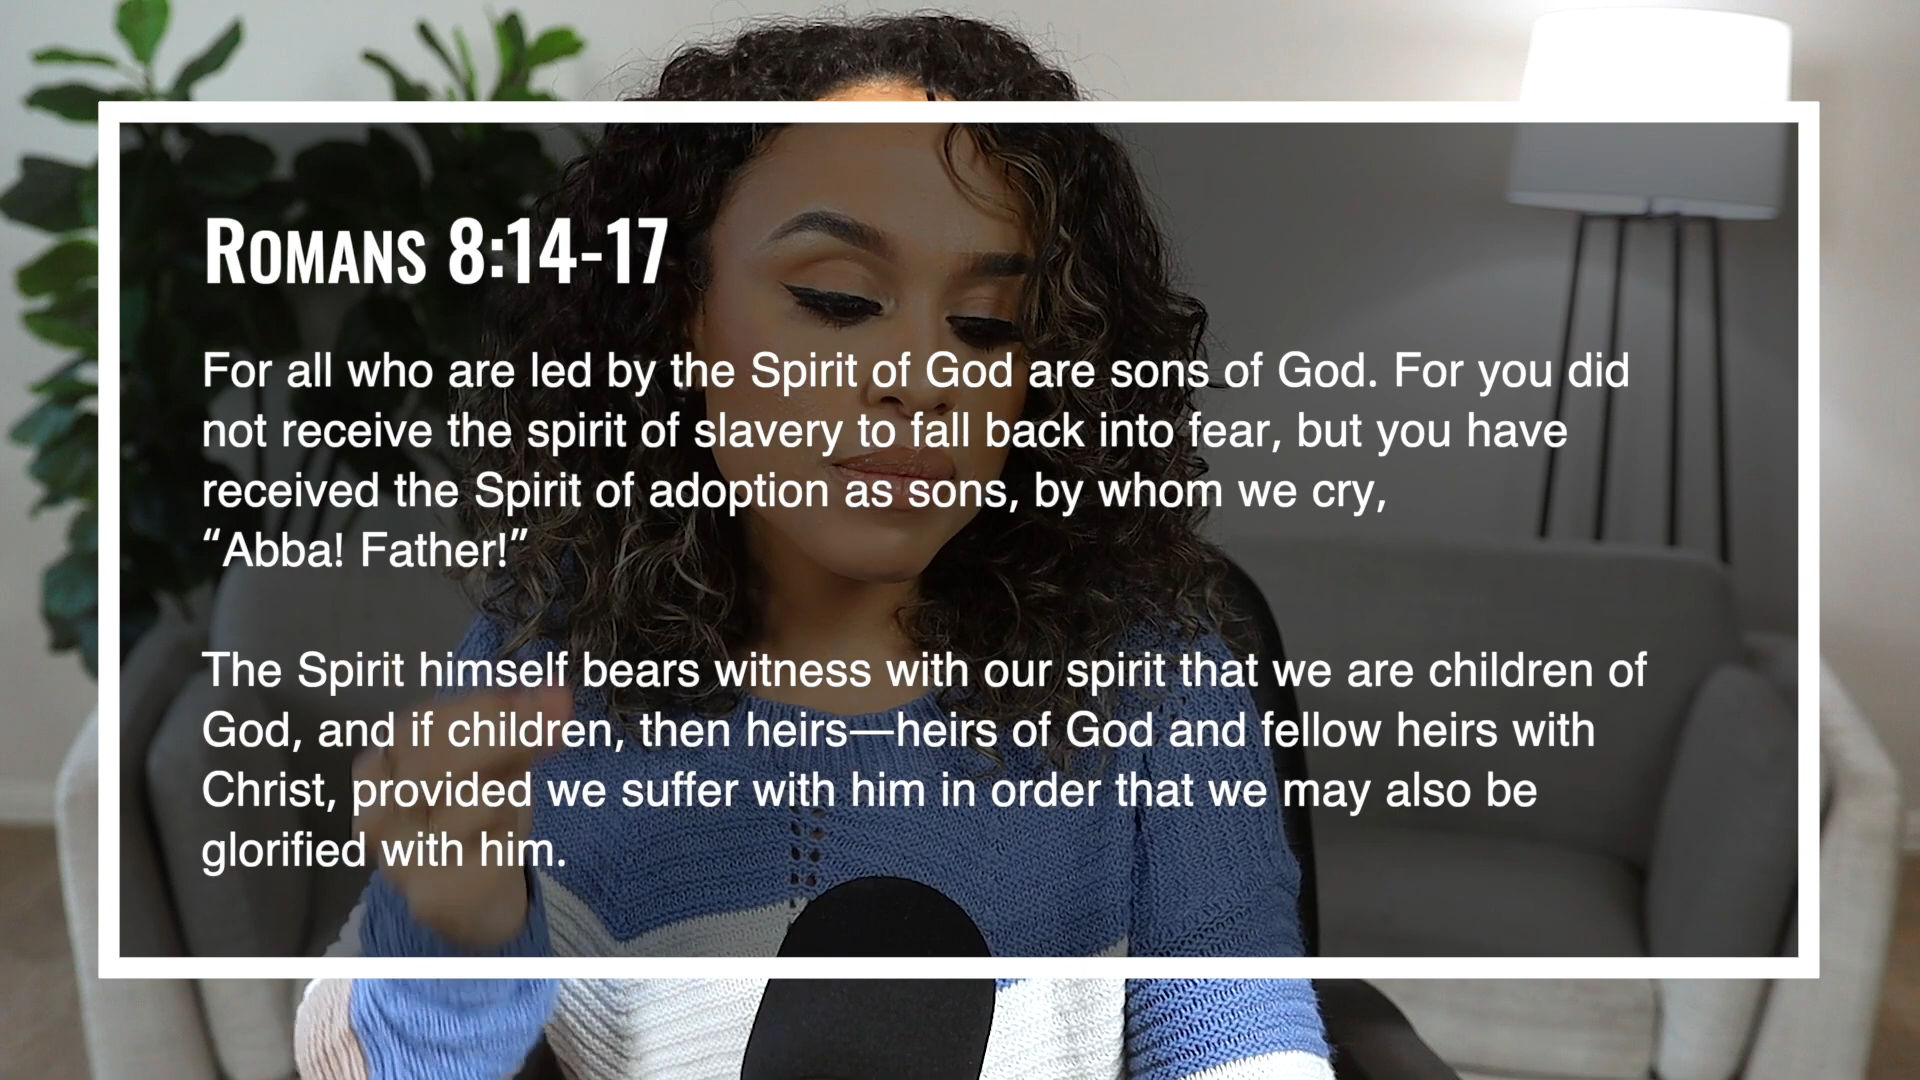 ROMANS 8:14-17
For all who are led by the Spirit of God are sons of God. For you did
not receive the spirit of slavery to fall back into fear, but you have
received the Spirit of adoption as sons, by whom we cry,
“Abba! Father!”
The Spirit himself bears witness with our spirit that we are children of
God, and if children, then heirs—heirs of God and fellow heirs with
Christ, provided we suffer with him in order that we may also be
glorified with him.